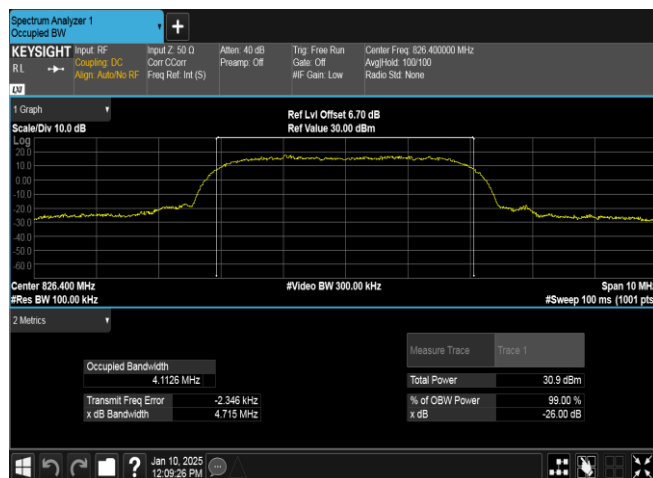 Spectrum Analyzer 1
Occupied BW
+
KEYSIGHT
RL
LXI
Input: RF
Coupling: DC
Align: Auto/No RF
Input Z: 50 Ω
Corr CCorr
Freq Ref: Int (S)
Atten: 40 dB
Preamp: Off
Trig: Free Run
Gate: Off
#IF Gain: Low
Center Freq: 826.400000 MHz
Avg|Hold: 100/100
Radio Std: None
1 Graph
Scale/Div 10.0 dB
Ref Lvl Offset 6.70 dB
Ref Value 30.00 dBm
Log
20.0
10.0
0.00
-10.0
-20.0
-30.0
-40.0
-50.0
-60.0
Center 826.400 MHz
#Video BW 300.00 kHz
Span 10 MHz
#Res BW 100.00 kHz
#Sweep 100 ms (1001 pts
2 Metrics
Measure Trace Trace 1
Occupied Bandwidth
4.1126 MHz
Total Power 30.9 dBm
Transmit Freq Error -2.346 kHz
% of OBW Power 99.00 %
x dB Bandwidth 4.715 MHz
x dB -26.00 dB
?
Jan 10, 2025
12:09:26 PM